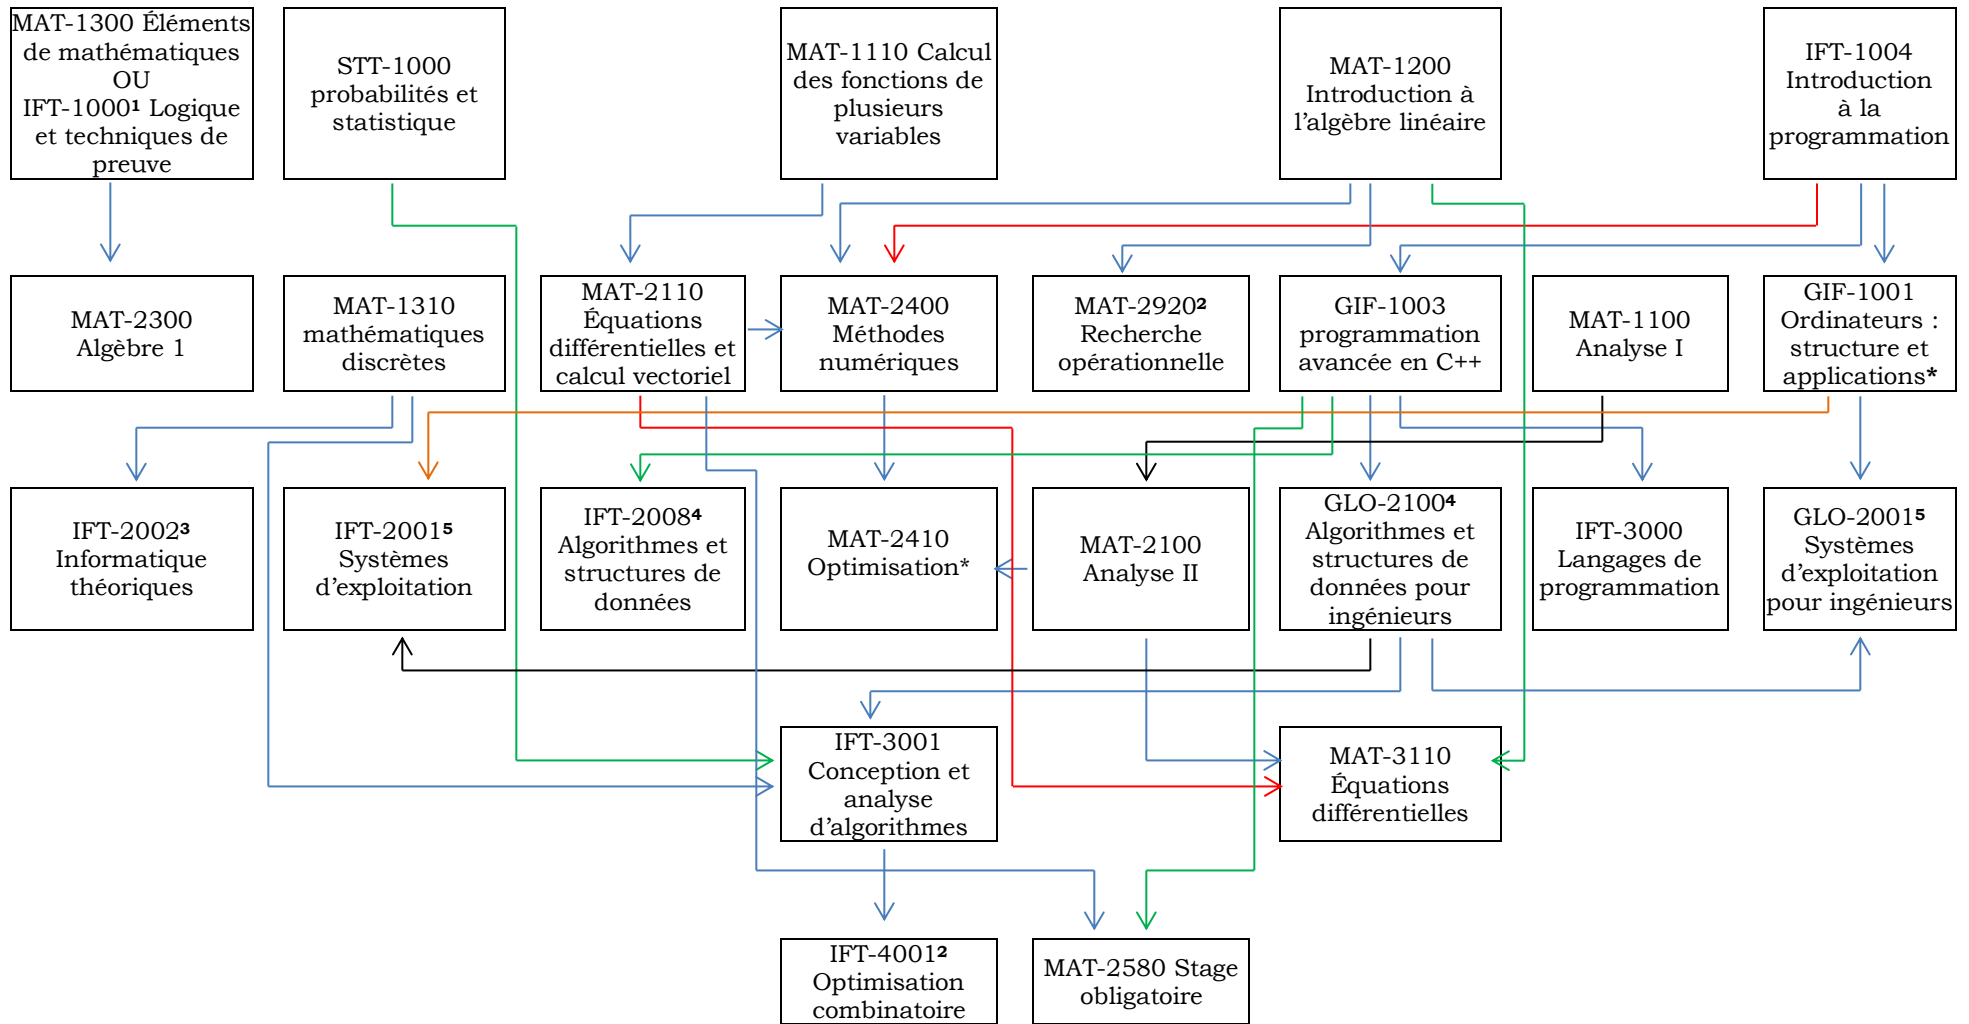 MAT-1300 Éléments
de mathématiques
OU
IFT-1000¹ Logique
et techniques de
preuve
STT-1000
probabilités et
statistique
MAT-1110 Calcul
des fonctions de
plusieurs
variables
MAT-1200
Introduction à
l'algèbre linéaire
IFT-1004
Introduction
à la
programmation
MAT-2300
Algèbre 1
MAT-1310
mathématiques
discrètes
MAT-2110
Équations
différentielles et
calcul vectoriel
MAT-2400
Méthodes
numériques
MAT-2920²
Recherche
opérationnelle
GIF-1003
programmation
avancée en C++
MAT-1100
Analyse I
GIF-1001
Ordinateurs :
structure et
applications*
IFT-2002³
Informatique
théoriques
IFT-2001⁵
Systèmes
d'exploitation
IFT-2008⁴
Algorithmes et
structures de
données
MAT-2410
Optimisation*
MAT-2100
Analyse II
GLO-2100⁴
Algorithmes et
structures de
données pour
ingénieurs
IFT-3000
Langages de
programmation
GLO-2001⁵
Systèmes
d'exploitation
pour ingénieurs
IFT-3001
Conception et
analyse
d'algorithmes
MAT-3110
Équations
différentielles
IFT-4001²
Optimisation
combinatoire
MAT-2580 Stage
obligatoire